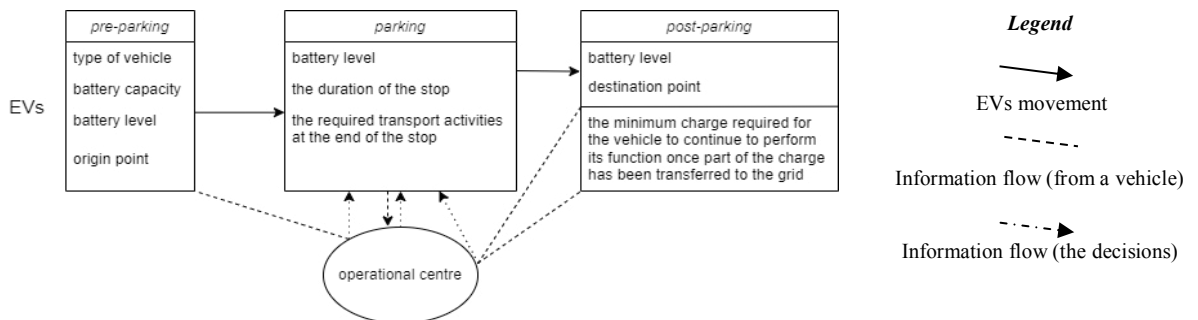 pre-parking
parking
post-parking
Legend
EVs
type of vehicle
battery capacity
battery level
origin point
battery level
the duration of the stop
the required transport activities
at the end of the stop
battery level
destination point
the minimum charge required for
the vehicle to continue to perform
its function once part of the charge
has been transferred to the grid
operational centre
EVs movement
Information flow (from a vehicle)
Information flow (the decisions)